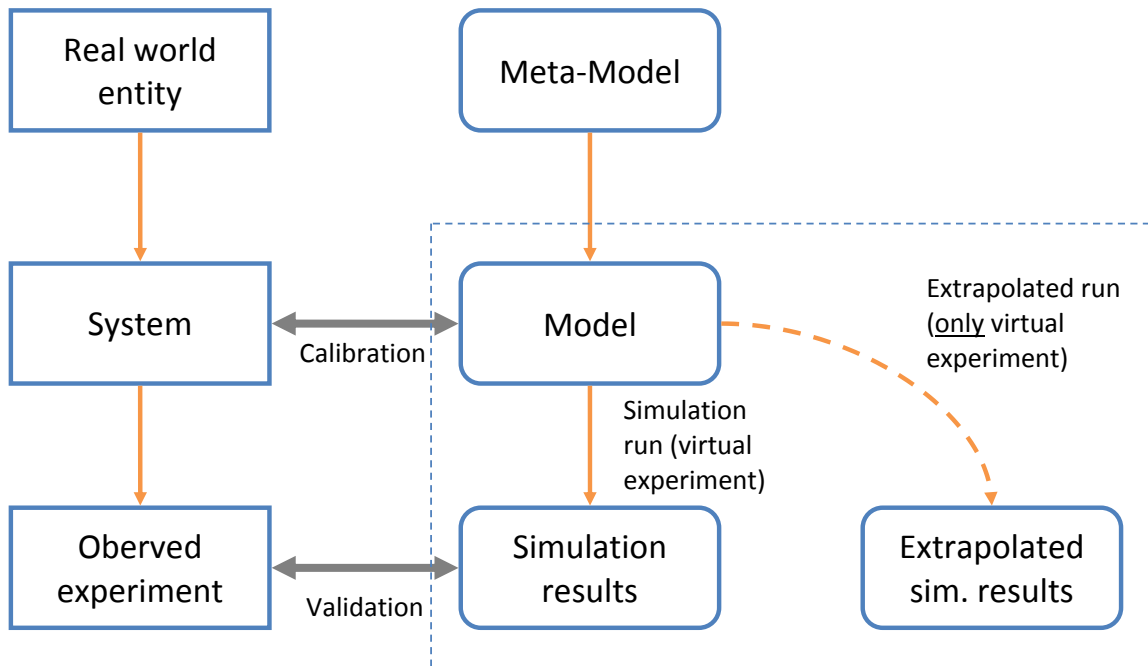 Real world
entity
Meta-Model
System
Calibration
Model
Extrapolated run
(only virtual
experiment)
Simulation
run (virtual
experiment)
Oberved
experiment
Validation
Simulation
results
Extrapolated
sim. results